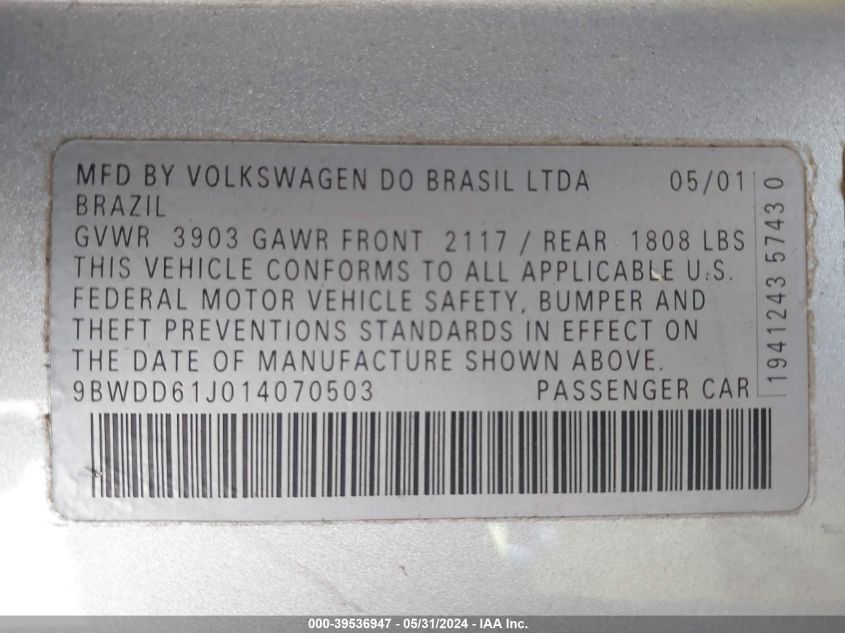 MFD BY VOLKSWAGEN DO BRASIL LTDA 05/01
BRAZIL
GVWR 3903 GAWR FRONT 2117 / REAR 1808 LBS
THIS VEHICLE CONFORMS TO ALL APPLICABLE U.S.
FEDERAL MOTOR VEHICLE SAFETY, BUMPER AND
THEFT PREVENTIONS STANDARDS IN EFFECT ON
THE DATE OF MANUFACTURE SHOWN ABOVE.
9BWDD61J014070503 PASSENGER CAR
1941243 57430
000-39536947 - 05/31/2024 - IAA Inc.